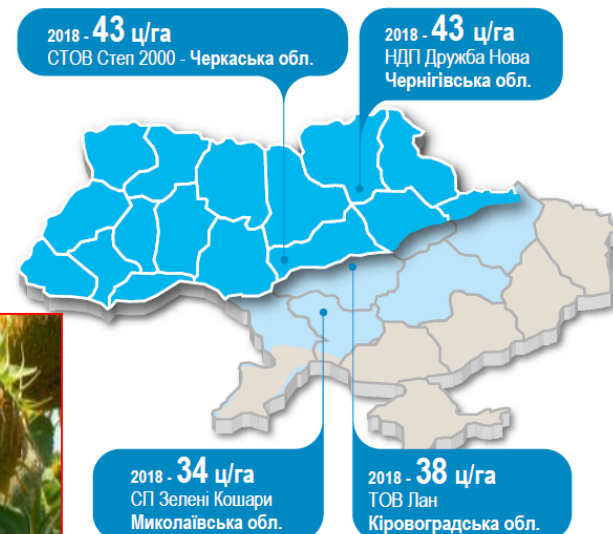 2018 - 43 ц/га
СТОВ Степ 2000 - Черкаська обл.
2018 - 43 ц/га
НДП Дружба Нова
Чернігівська обл.
2018 - 34 ц/га
СП Зелені Кошари
Миколаївська обл.
2018 - 38 ц/га
ТОВ Лан
Кіровоградська обл.